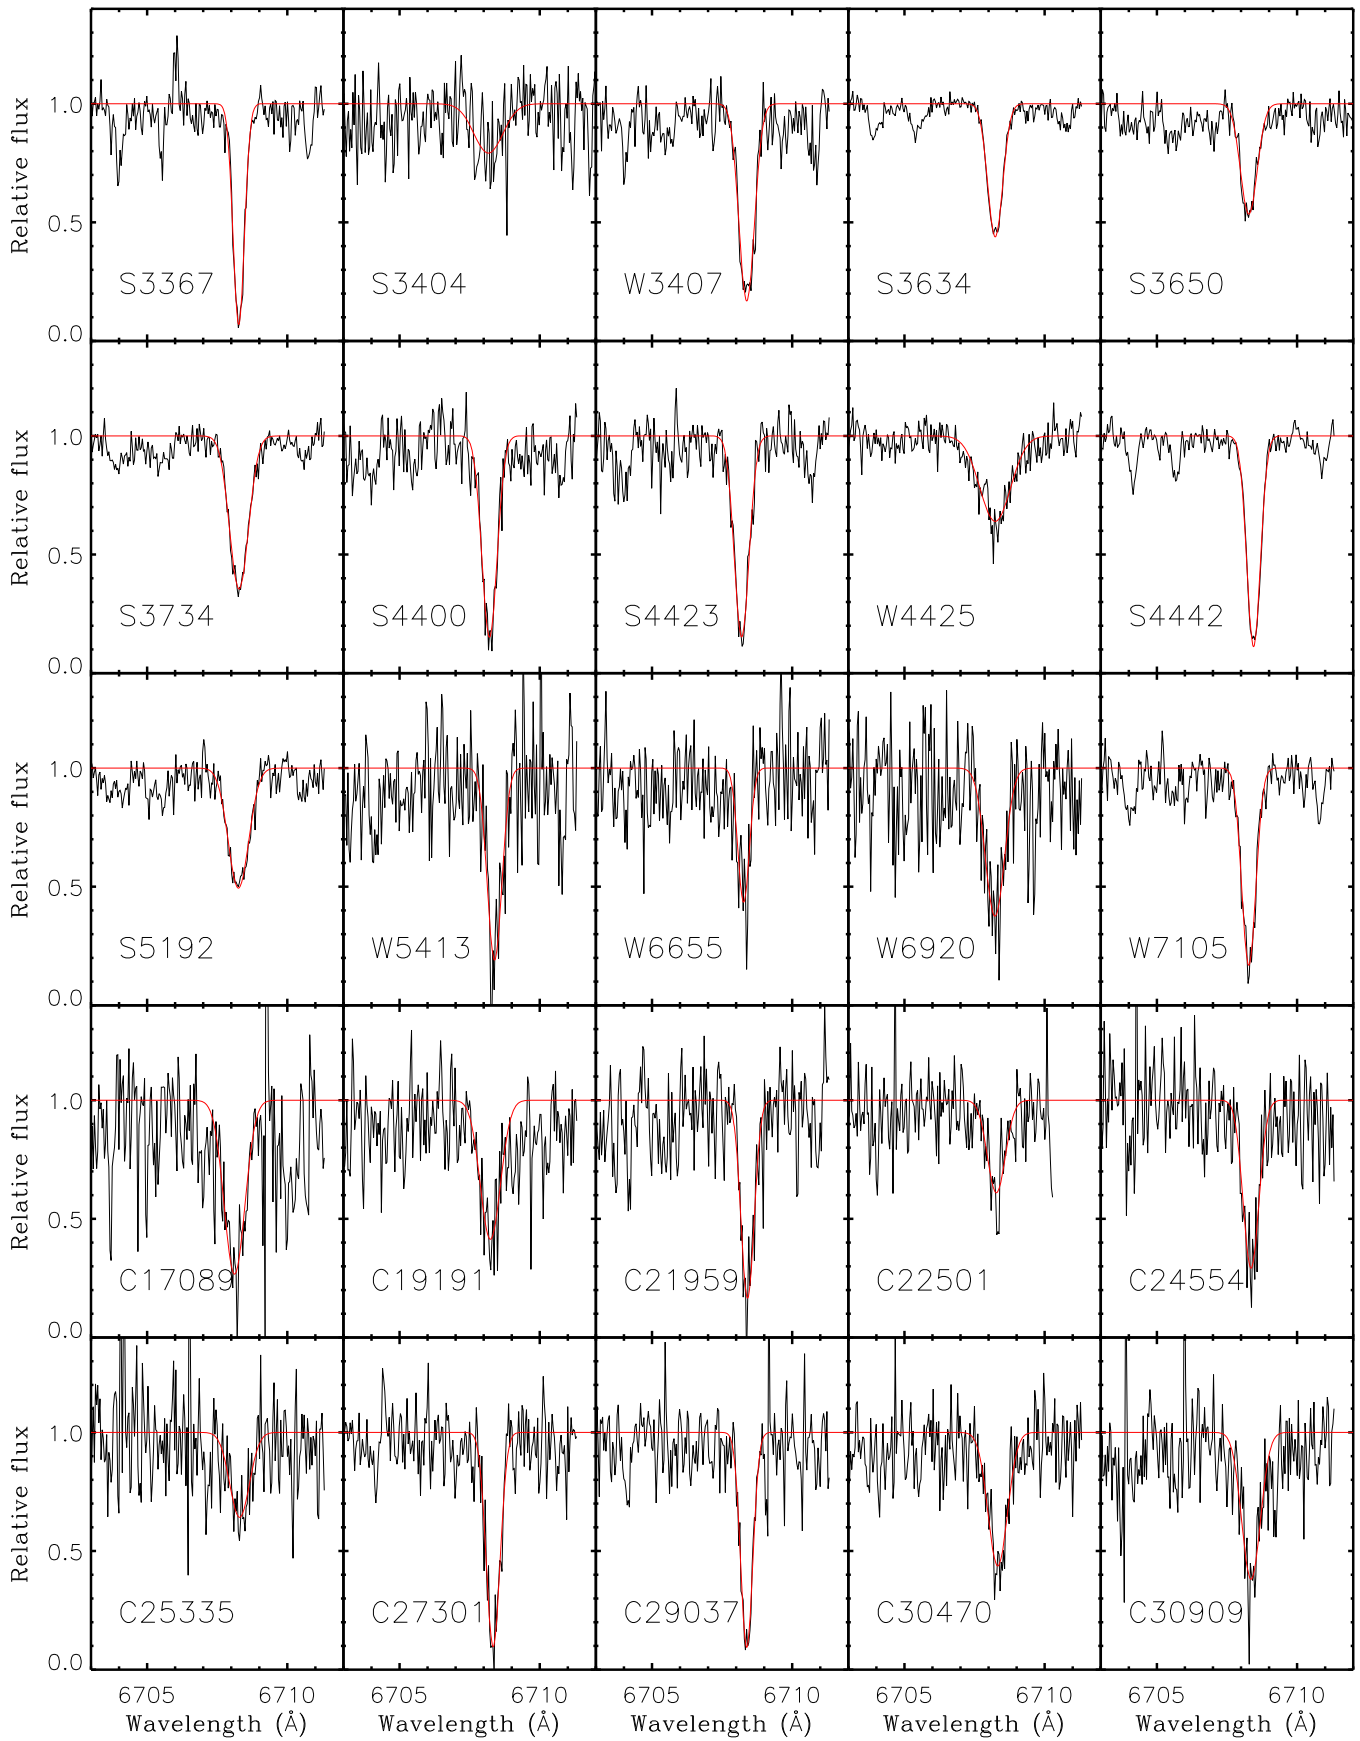 Relative flux
1.0
0.5
0.0
S3367
S3404
W3407
S3634
S3650
Relative flux
1.0
0.5
0.0
S3734
S4400
S4423
W4425
S4442
Relative flux
1.0
0.5
0.0
S5192
W5413
W6655
W6920
W7105
Relative flux
1.0
0.5
0.0
C17089
C19191
C21959
C22501
C24554
Relative flux
1.0
0.5
0.0
C25335
C27301
C29037
C30470
C30909
6705 6710
6705 6710
6705 6710
6705 6710
6705 6710
Wavelength (Å)
Wavelength (Å)
Wavelength (Å)
Wavelength (Å)
Wavelength (Å)